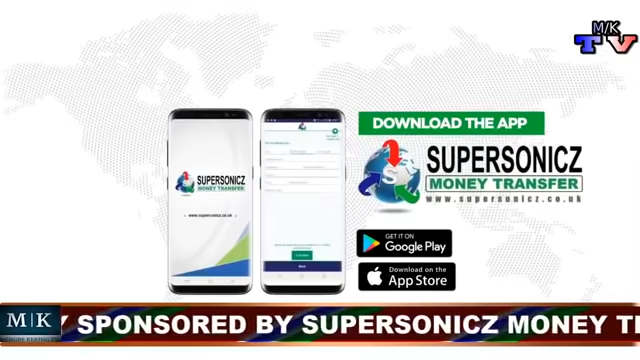 M/K
TV
DOWNLOAD THE APP
SUPERSONICZ
MONEY TRANSFER
www.supersonicz.co.uk
SUPERSONICZ
MONEY TRANSFER
www.supersonicz.co.uk
GET IT ON
Google Play
Download on the
App Store
M|K
Y SPONSORED BY SUPERSONICZ MONEY T